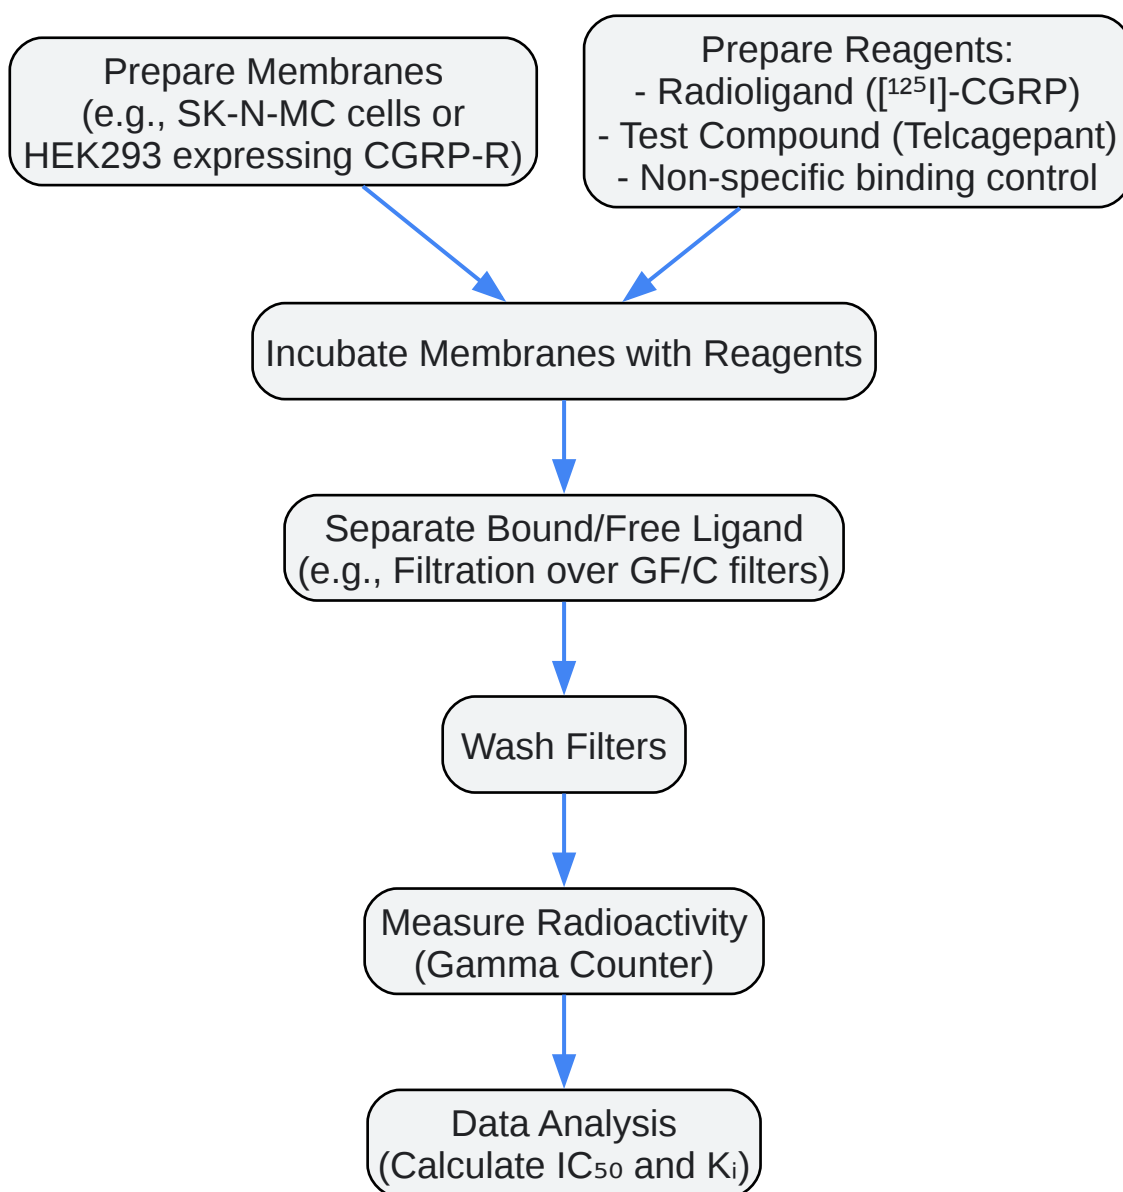 Prepare Membranes
(e.g., SK-N-MC cells or
HEK293 expressing CGRP-R)
Prepare Reagents:
- Radioligand ([¹²⁵I]-CGRP)
- Test Compound (Telcagepant)
- Non-specific binding control
Incubate Membranes with Reagents
Separate Bound/Free Ligand
(e.g., Filtration over GF/C filters)
Wash Filters
Measure Radioactivity
(Gamma Counter)
Data Analysis
(Calculate IC₅₀ and Kᵢ)